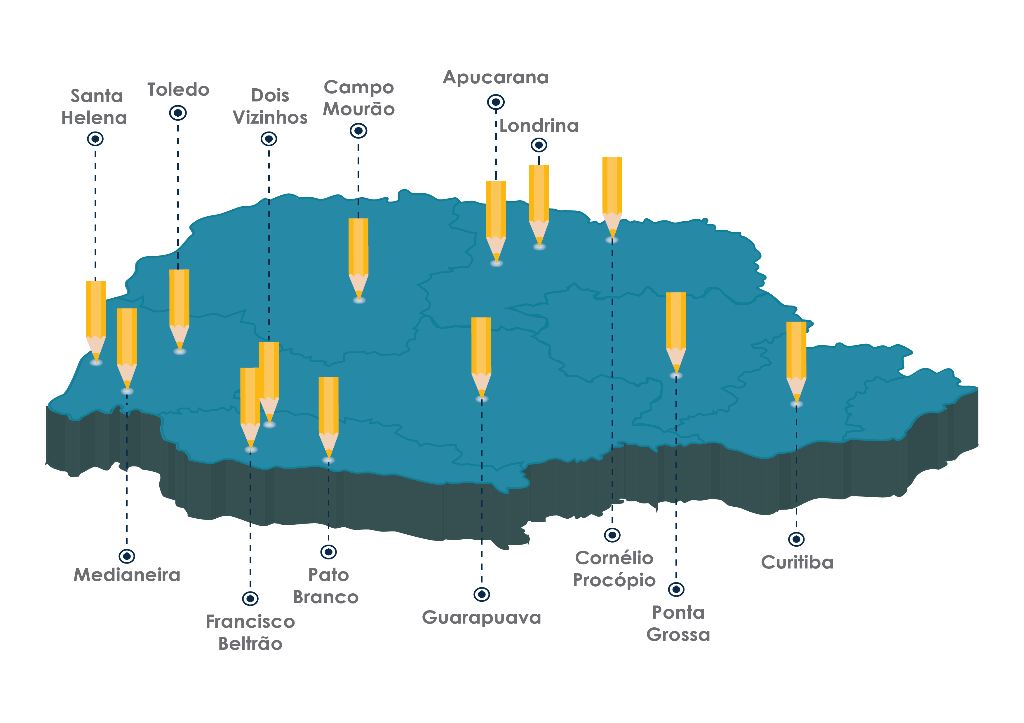 Santa
Helena
Toledo
Dois
Vizinhos
Campo
Mourão
Apucarana
Londrina
Medianeira
Francisco
Beltrão
Pato
Branco
Guarapuava
Cornélio
Procópio
Ponta
Grossa
Curitiba